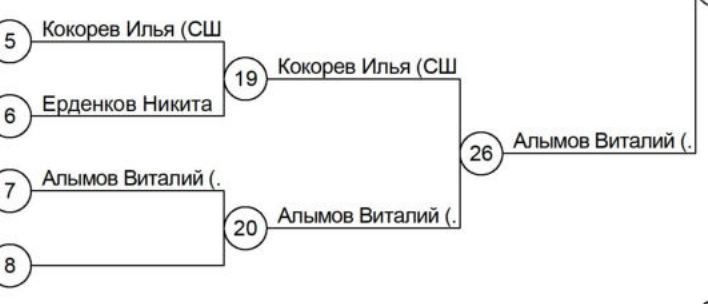 5
Кокорев Илья (СШ
19
Кокорев Илья (СШ
6
Ерденков Никита
26
Алымов Виталий (.
7
Алымов Виталий (.
20
Алымов Виталий (.
8